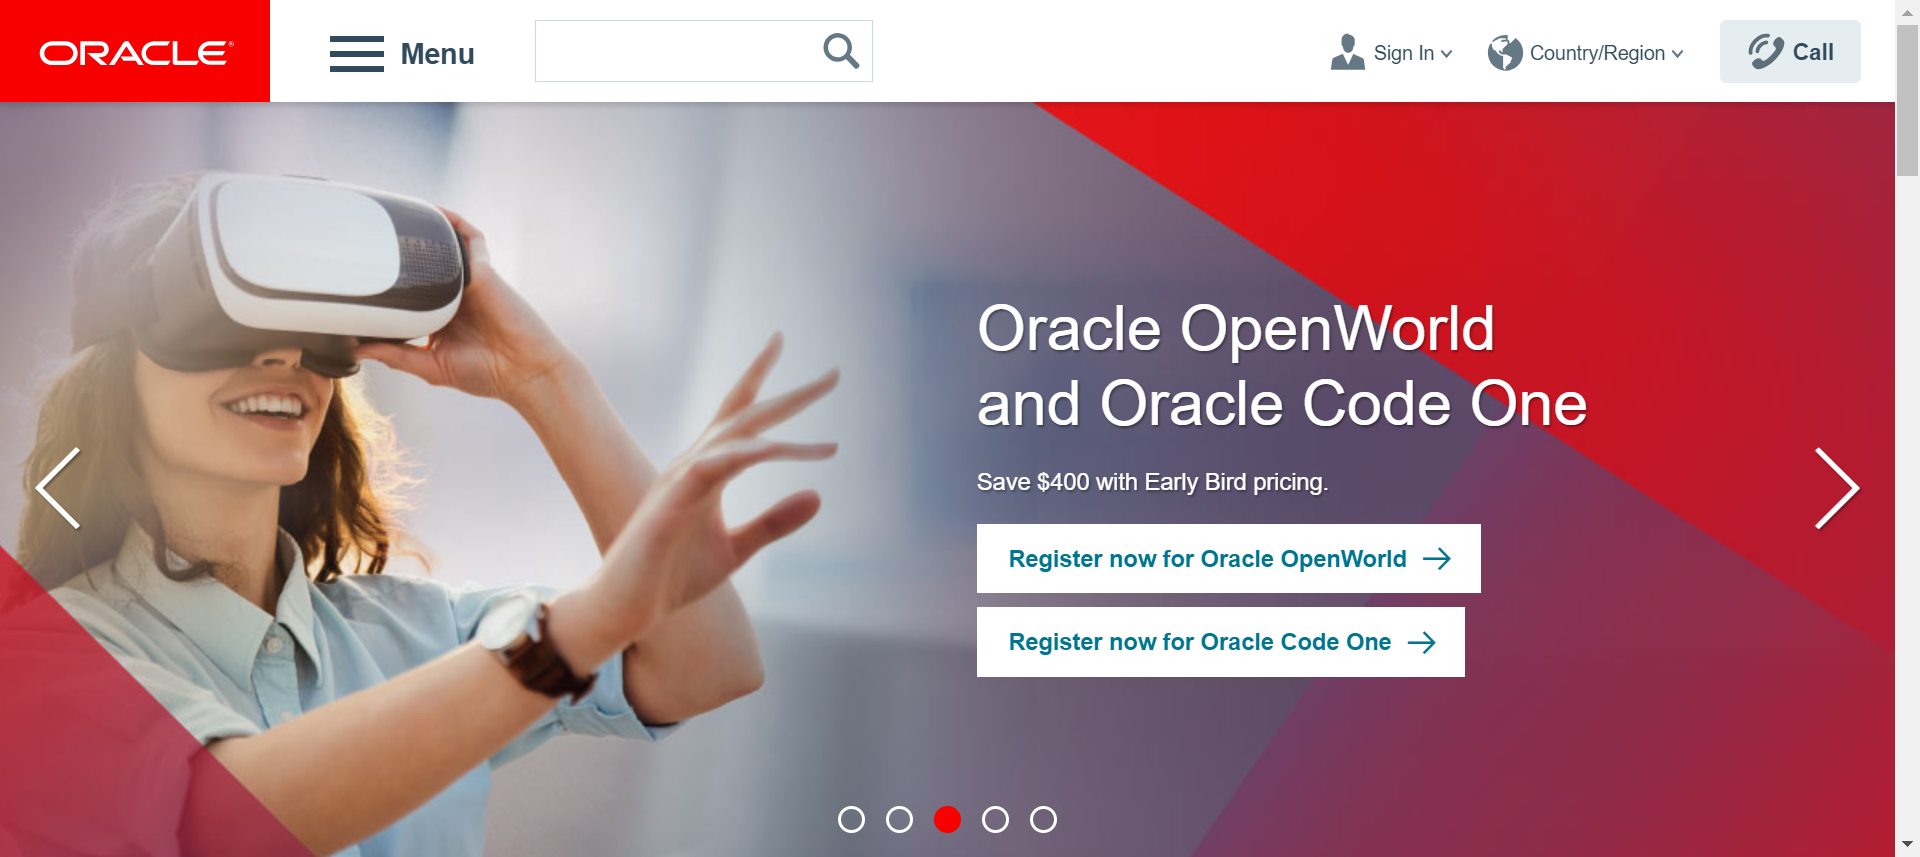 ORACLE®
Menu
Sign In
Country/Region
Call
Oracle OpenWorld
and Oracle Code One
Save $400 with Early Bird pricing.
Register now for Oracle OpenWorld
Register now for Oracle Code One